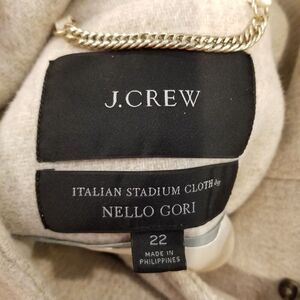 J.CREW
ITALIAN STADIUM CLOTH by
NELLO GORI
22
MADE IN
PHILIPPINES